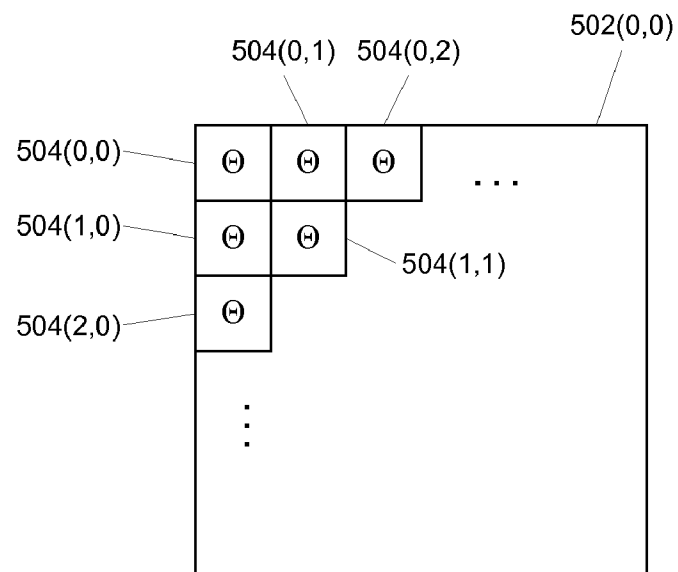 502(0,0)
504(0,1) 504(0,2)
504(0,0) Θ Θ Θ . . .
504(1,0) Θ Θ
504(1,1)
504(2,0) Θ